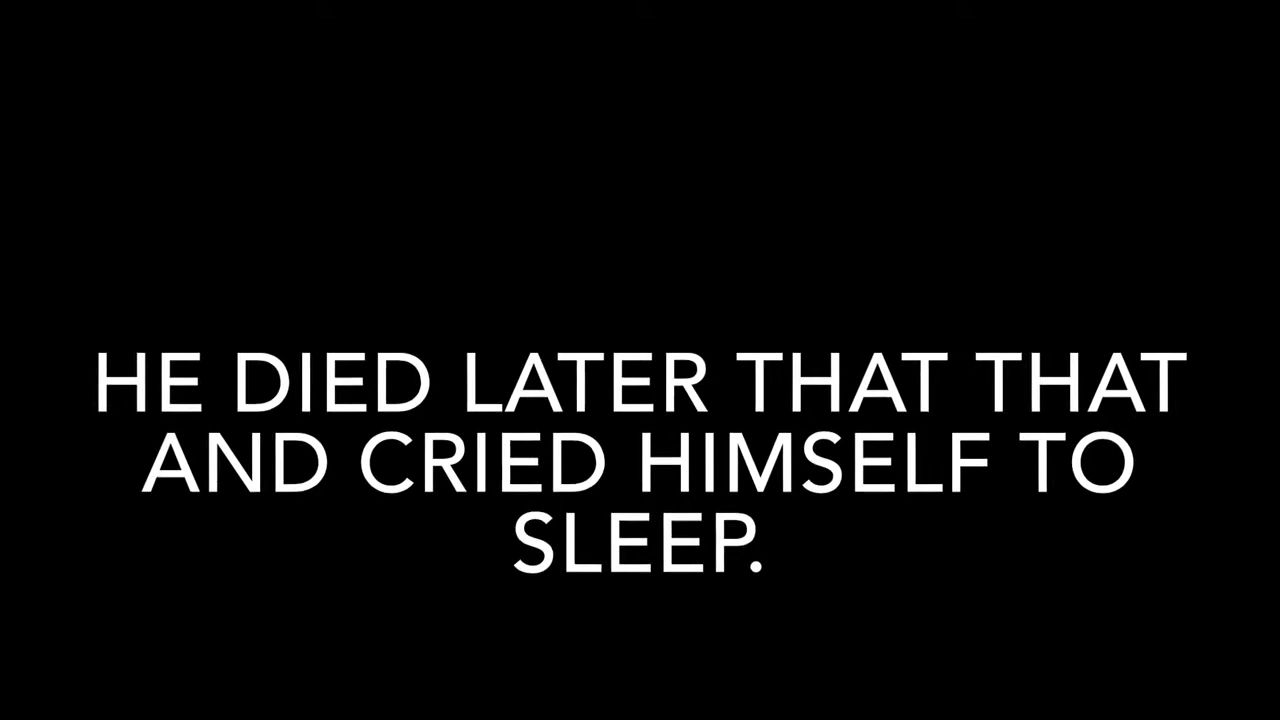 HE DIED LATER THAT THAT
AND CRIED HIMSELF TO
SLEEP.